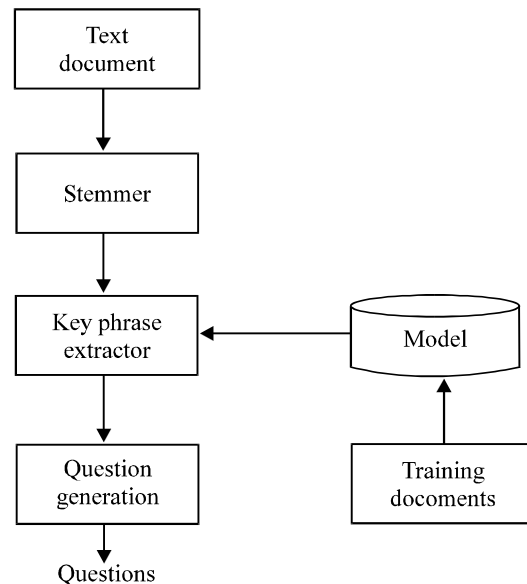 Text
document
Stemmer
Key phrase
extractor
Model
Question
generation
Training
docoments
Questions